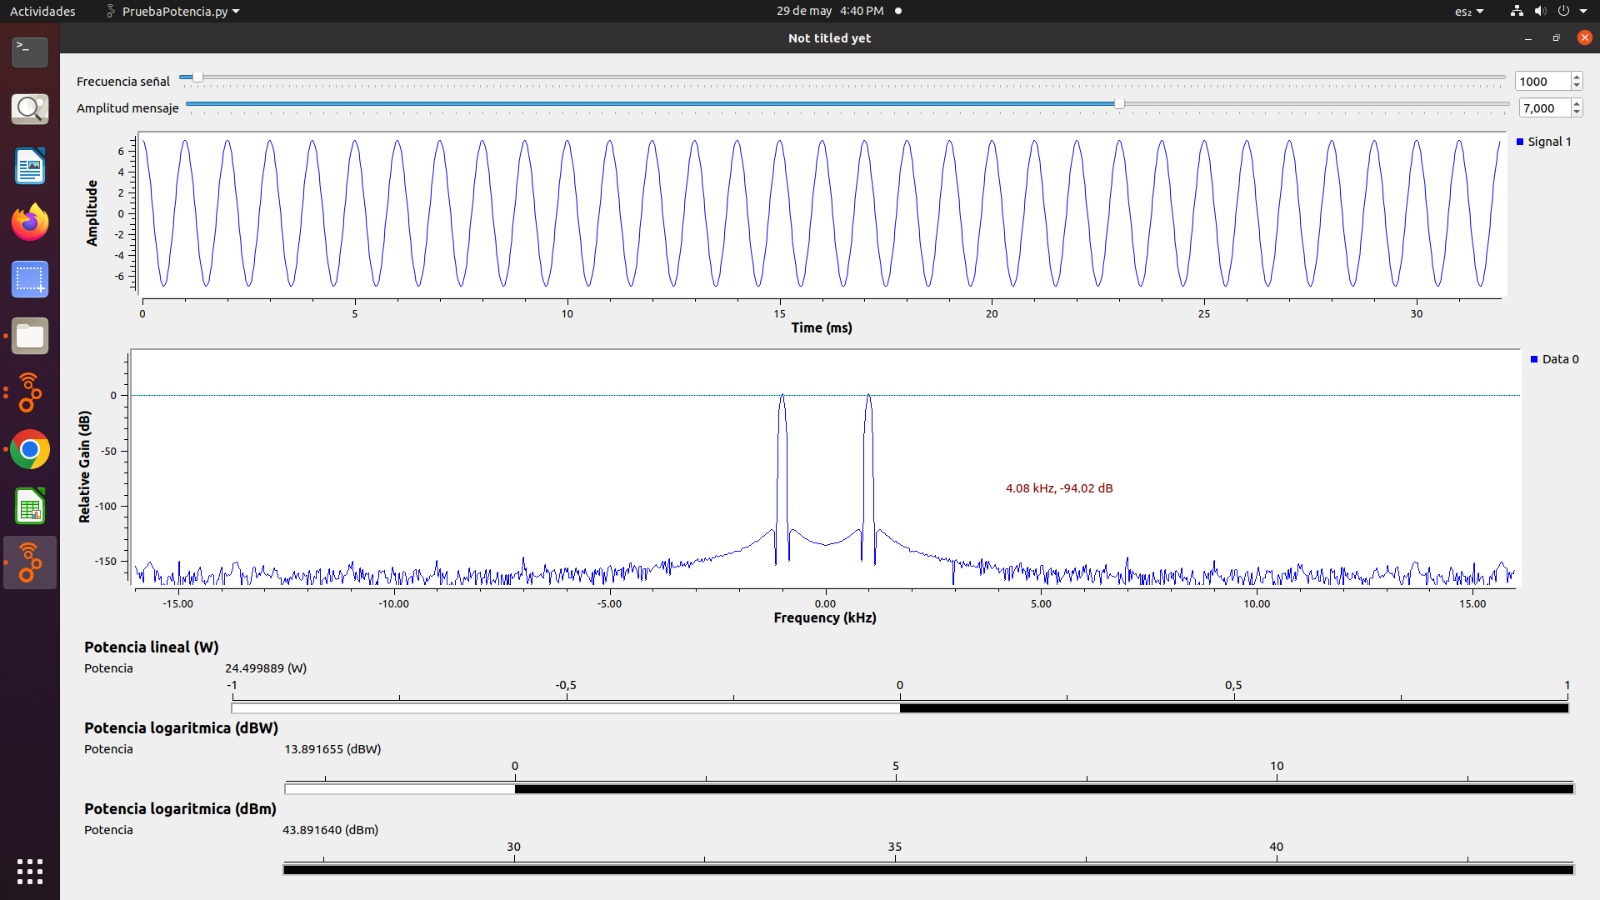 Actividades PruebaPotencia.py 29 de may 4:40 PM es₂
Not titled yet
Frecuencia señal 1000
Amplitud mensaje 7,000
Signal 1
Amplitude
6
4
2
0
-2
-4
-6
0 5 10 15 20 25 30
Time (ms)
Data 0
Relative Gain (dB)
0
-50
-100
-150
4.08 kHz, -94.02 dB
-15.00 -10.00 -5.00 0.00 5.00 10.00 15.00
Frequency (kHz)
Potencia lineal (W)
Potencia 24.499889 (W)
-1 -0,5 0 0,5 1
Potencia logaritmica (dBW)
Potencia 13.891655 (dBW)
0 5 10
Potencia logaritmica (dBm)
Potencia 43.891640 (dBm)
30 35 40